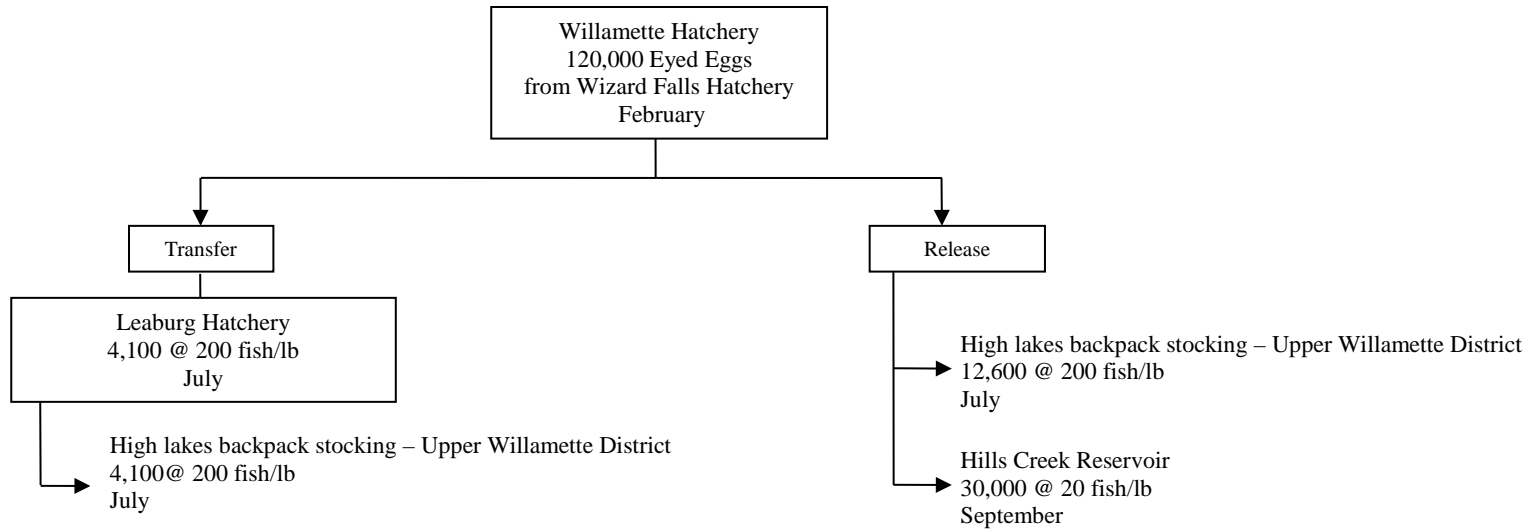 Willamette Hatchery
120,000 Eyed Eggs
from Wizard Falls Hatchery
February
Transfer
Release
Leaburg Hatchery
4,100 @ 200 fish/lb
July
High lakes backpack stocking – Upper Willamette District
4,100@ 200 fish/lb
July
High lakes backpack stocking – Upper Willamette District
12,600 @ 200 fish/lb
July
Hills Creek Reservoir
30,000 @ 20 fish/lb
September